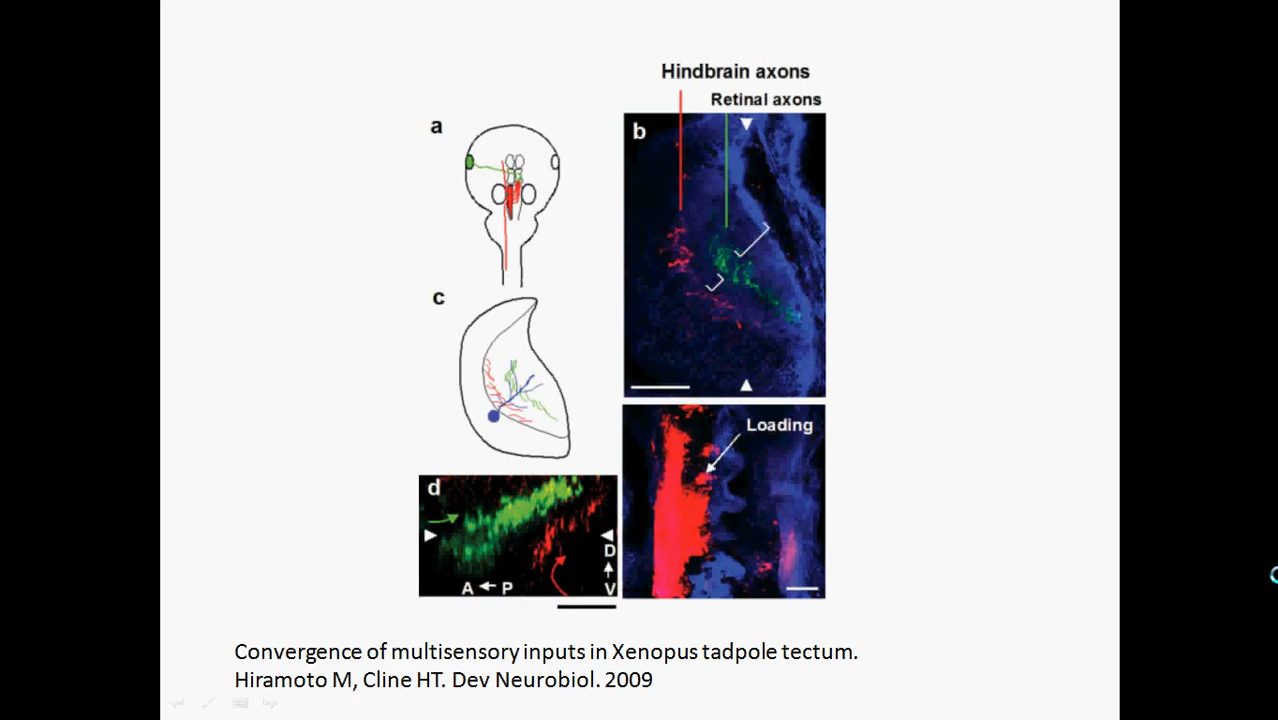 Hindbrain axons
Retinal axons
a
b
c
Loading
d
D
A P V
Convergence of multisensory inputs in Xenopus tadpole tectum.
Hiramoto M, Cline HT. Dev Neurobiol. 2009